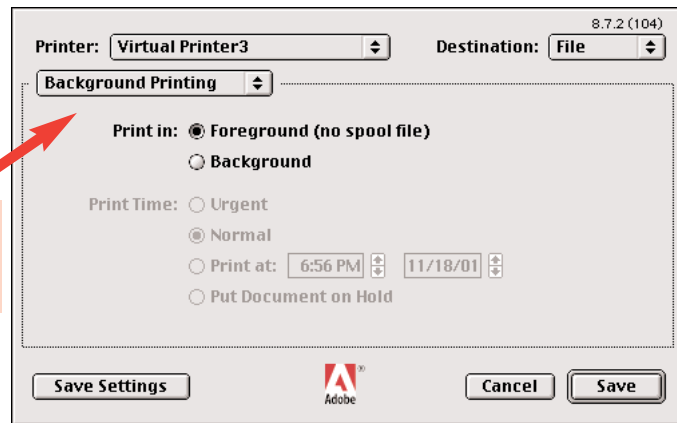 8.7.2 (104)
Printer: Virtual Printer3 Destination: File
Background Printing
Print in: Foreground (no spool file)
Background
Print Time: Urgent
Normal
Print at: 6:56 PM 11/18/01
Put Document on Hold
Save Settings Adobe® Cancel Save